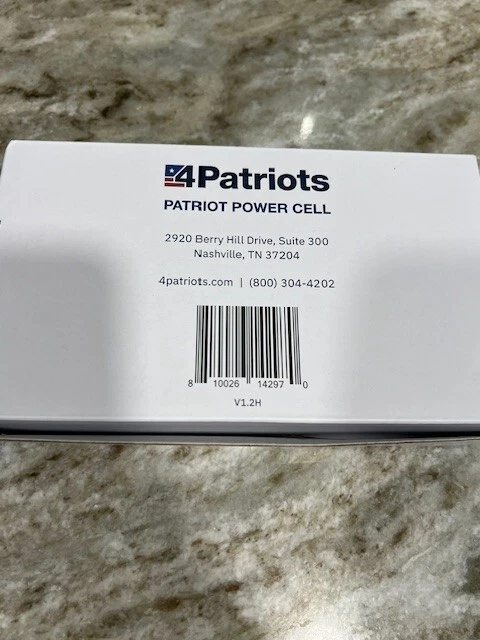 4Patriots
PATRIOT POWER CELL
2920 Berry Hill Drive, Suite 300
Nashville, TN 37204
4patriots.com | (800) 304-4202
8 10026 14297 0
V1.2H